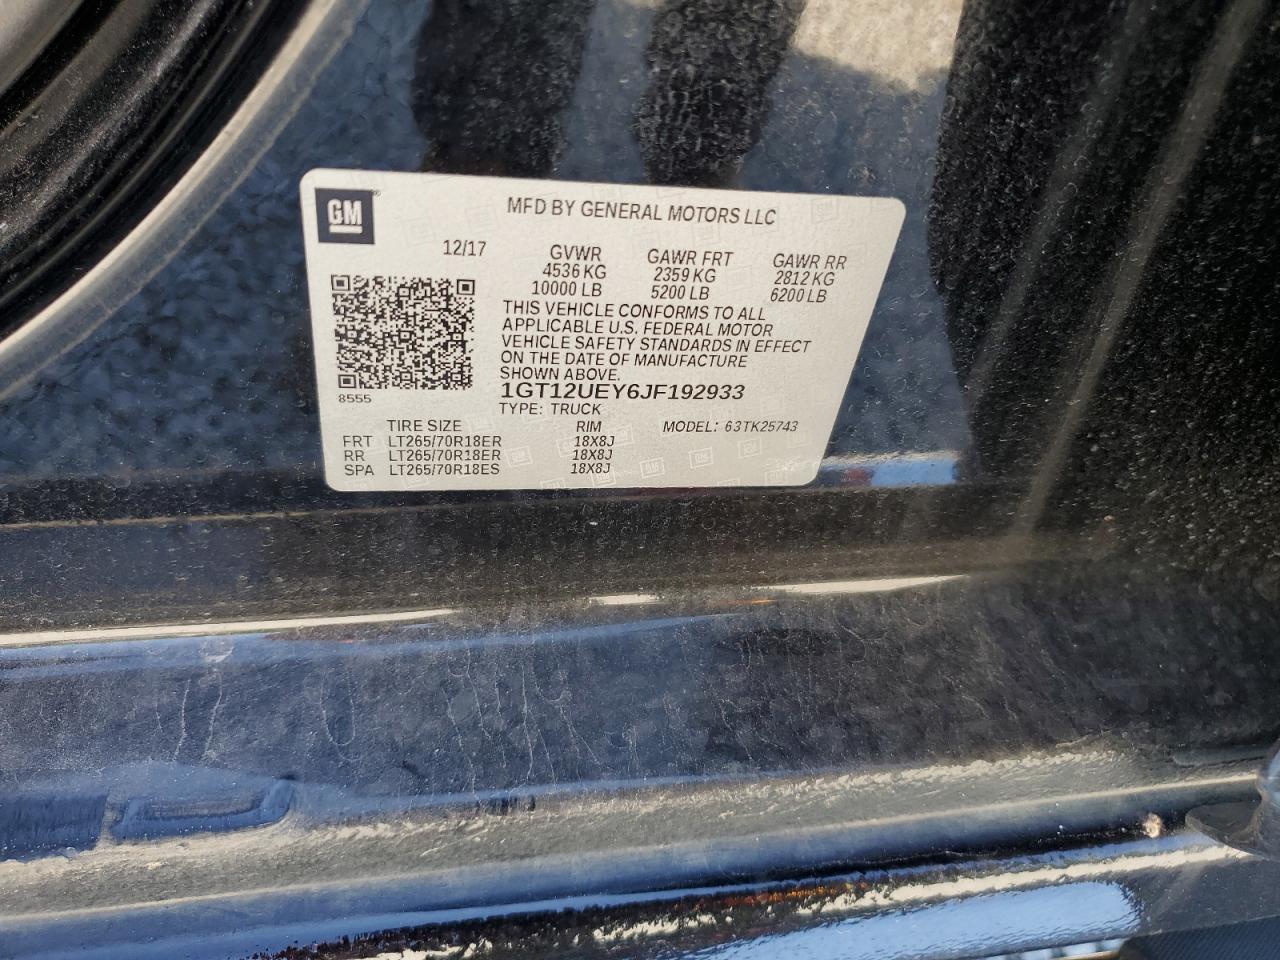 GM
MFD BY GENERAL MOTORS LLC
12/17 GVWR GAWR FRT GAWR RR
4536 KG 2359 KG 2812 KG
10000 LB 5200 LB 6200 LB
THIS VEHICLE CONFORMS TO ALL
APPLICABLE U.S. FEDERAL MOTOR
VEHICLE SAFETY STANDARDS IN EFFECT
ON THE DATE OF MANUFACTURE
SHOWN ABOVE.
8555
1GT12UEY6JF192933
TYPE: TRUCK
TIRE SIZE RIM MODEL: 63TK25743
FRT LT265/70R18ER 18X8J
RR LT265/70R18ER 18X8J
SPA LT265/70R18ES 18X8J